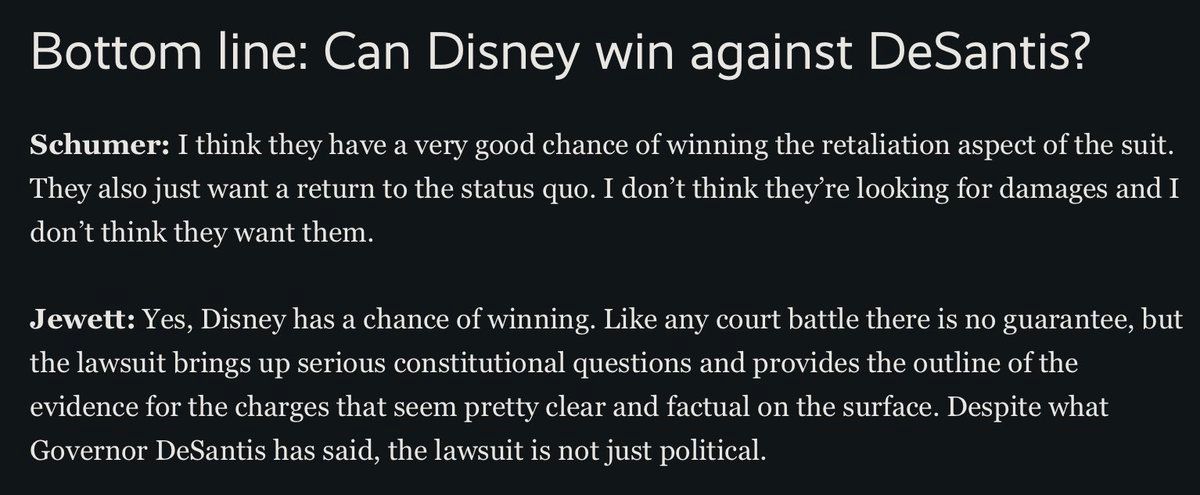 Bottom line: Can Disney win against DeSantis?
Schumer: I think they have a very good chance of winning the retaliation aspect of the suit.
They also just want a return to the status quo. I don’t think they’re looking for damages and I
don’t think they want them.
Jewett: Yes, Disney has a chance of winning. Like any court battle there is no guarantee, but
the lawsuit brings up serious constitutional questions and provides the outline of the
evidence for the charges that seem pretty clear and factual on the surface. Despite what
Governor DeSantis has said, the lawsuit is not just political.